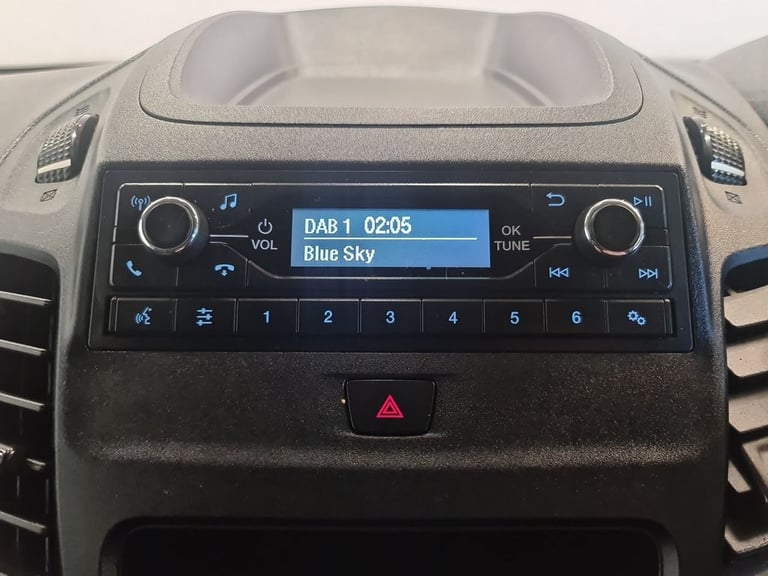 DAB 1 02:05
Blue Sky
VOL
OK
TUNE
1 2 3 4 5 6